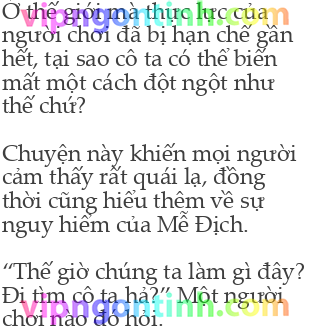 Ở thế giới mà thực lực của
người chơi đã bị hạn chế gần
hết, tại sao cô ta có thể biến
mất một cách đột ngột như
thế chứ?
Chuyện này khiến mọi người
cảm thấy rất quái lạ, đồng
thời cũng hiểu thêm về sự
nguy hiểm của Mễ Địch.
“Thế giờ chúng ta làm gì đây?
Đi tìm cô ta hả?” Một người
chơi nào đó hỏi.
vipngontinh.com
vipngontinh.com